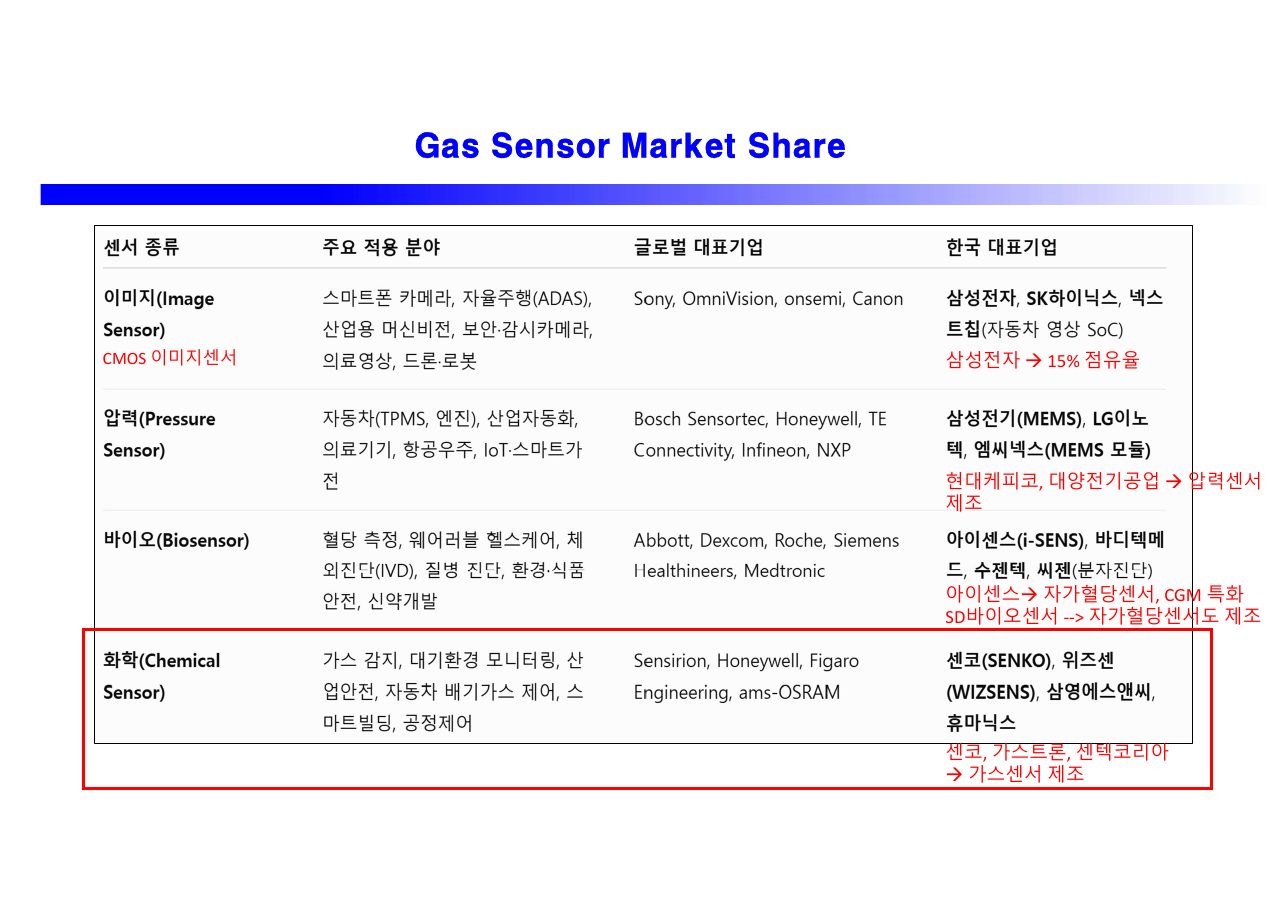 Gas Sensor Market Share
센서 종류 주요 적용 분야 글로벌 대표기업 한국 대표기업
이미지(Image
Sensor)
CMOS 이미지센서
스마트폰 카메라, 자율주행(ADAS),
산업용 머신비전, 보안·감시카메라,
의료영상, 드론·로봇
Sony, OmniVision, onsemi, Canon
삼성전자, SK하이닉스, 넥스
트칩(자동차 영상 SoC)
삼성전자 → 15% 점유율
압력(Pressure
Sensor)
자동차(TPMS, 엔진), 산업자동화,
의료기기, 항공우주, IoT·스마트가
전
Bosch Sensortec, Honeywell, TE
Connectivity, Infineon, NXP
삼성전기(MEMS), LG이노
텍, 엠씨넥스(MEMS 모듈)
현대케피코, 대양전기공업 → 압력센서
제조
바이오(Biosensor)
혈당 측정, 웨어러블 헬스케어, 체
외진단(IVD), 질병 진단, 환경·식품
안전, 신약개발
Abbott, Dexcom, Roche, Siemens
Healthineers, Medtronic
아이센스(i-SENS), 바디텍메
드, 수젠텍, 씨젠(분자진단)
아이센스→ 자가혈당센서, CGM 특화
SD바이오센서 --> 자가혈당센서도 제조
화학(Chemical
Sensor)
가스 감지, 대기환경 모니터링, 산
업안전, 자동차 배기가스 제어, 스
마트빌딩, 공정제어
Sensirion, Honeywell, Figaro
Engineering, ams-OSRAM
센코(SENKO), 위즈센
(WIZSENS), 삼영에스앤씨,
휴마닉스
센코, 가스트론, 센텍코리아
→ 가스센서 제조